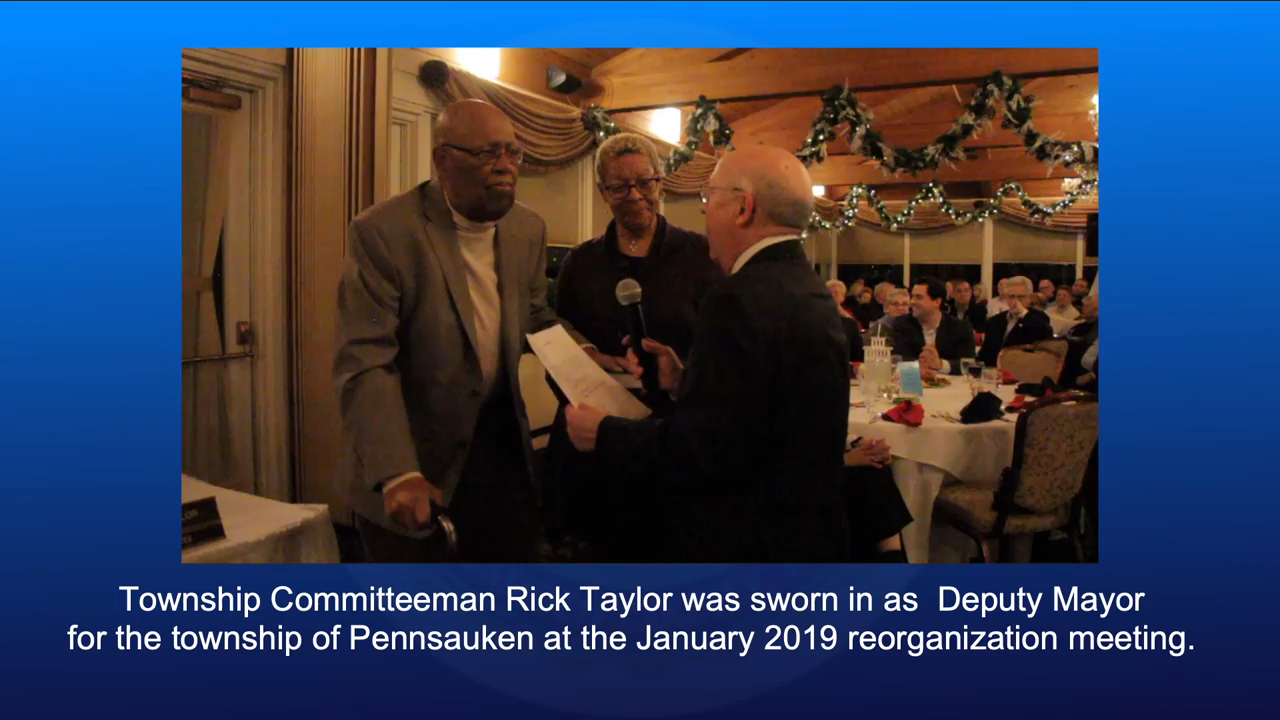 LOR
Township Committeeman Rick Taylor was sworn in as  Deputy Mayor
for the township of Pennsauken at the January 2019 reorganization meeting.